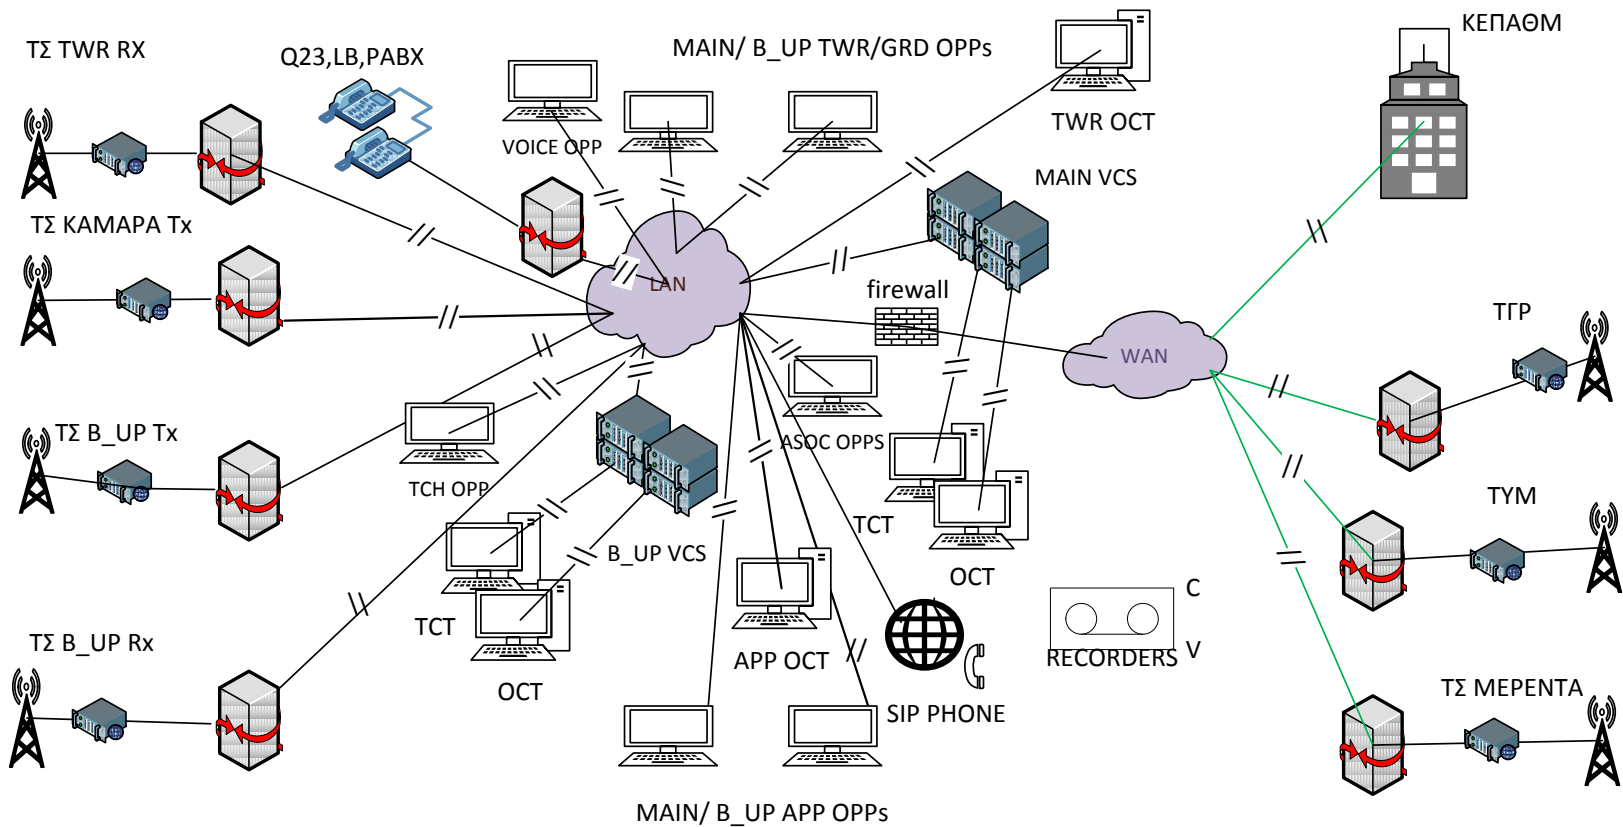 ΚΕΠΑΘΜ
ΤΣ TWR RX
Q23,LB,PABX
MAIN/ B_UP TWR/GRD OPPs
TWR OCT
VOICE OPP
MAIN VCS
ΤΣ ΚΑΜΑΡΑ Tx
LAN
firewall
ΤΓΡ
WAN
ΤΣ B_UP Tx
ASOC OPPS
TCH OPP
ΤΥΜ
TCT
B_UP VCS
OCT
C
TCT
ΤΣ B_UP Rx
RECORDERS
V
APP OCT
OCT
ΤΣ ΜΕΡΕΝΤΑ
SIP PHONE
MAIN/ B_UP APP OPPs